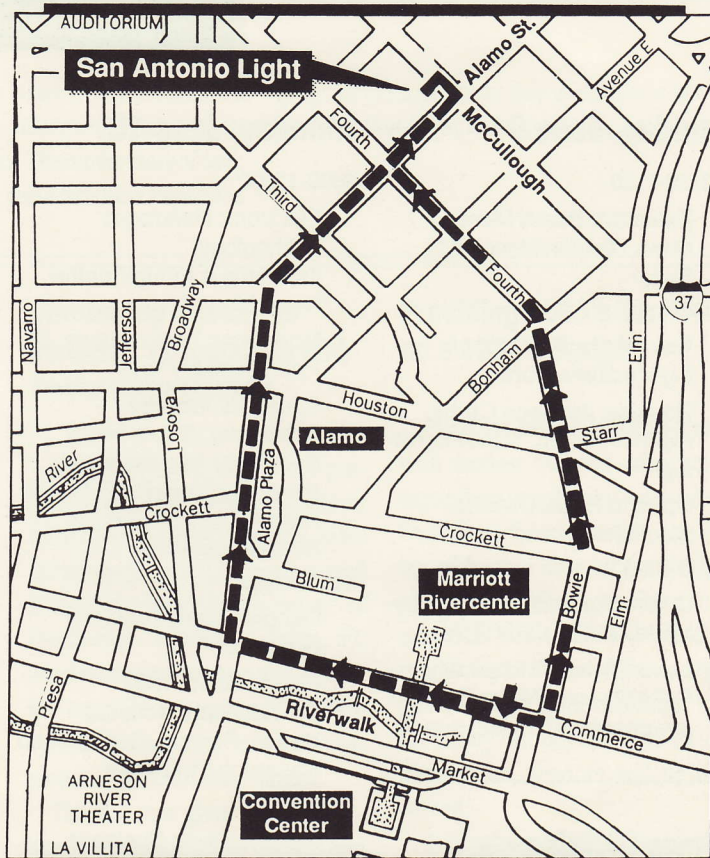 AUDITORIUM
San Antonio Light
Alamo St.
Avenue E
McCullough
Fourth
Third
Fourth
37
Navarro
Jefferson
Broadway
Elm
Bonham
Houston
Starr
Losoya
Alamo
River
Alamo Plaza
Crockett
Crockett
Blum
Marriott
Rivercenter
Bowie
Elm
Presa
Riverwalk
Commerce
Market
ARNESON
RIVER
THEATER
Convention
Center
LA VILLITA